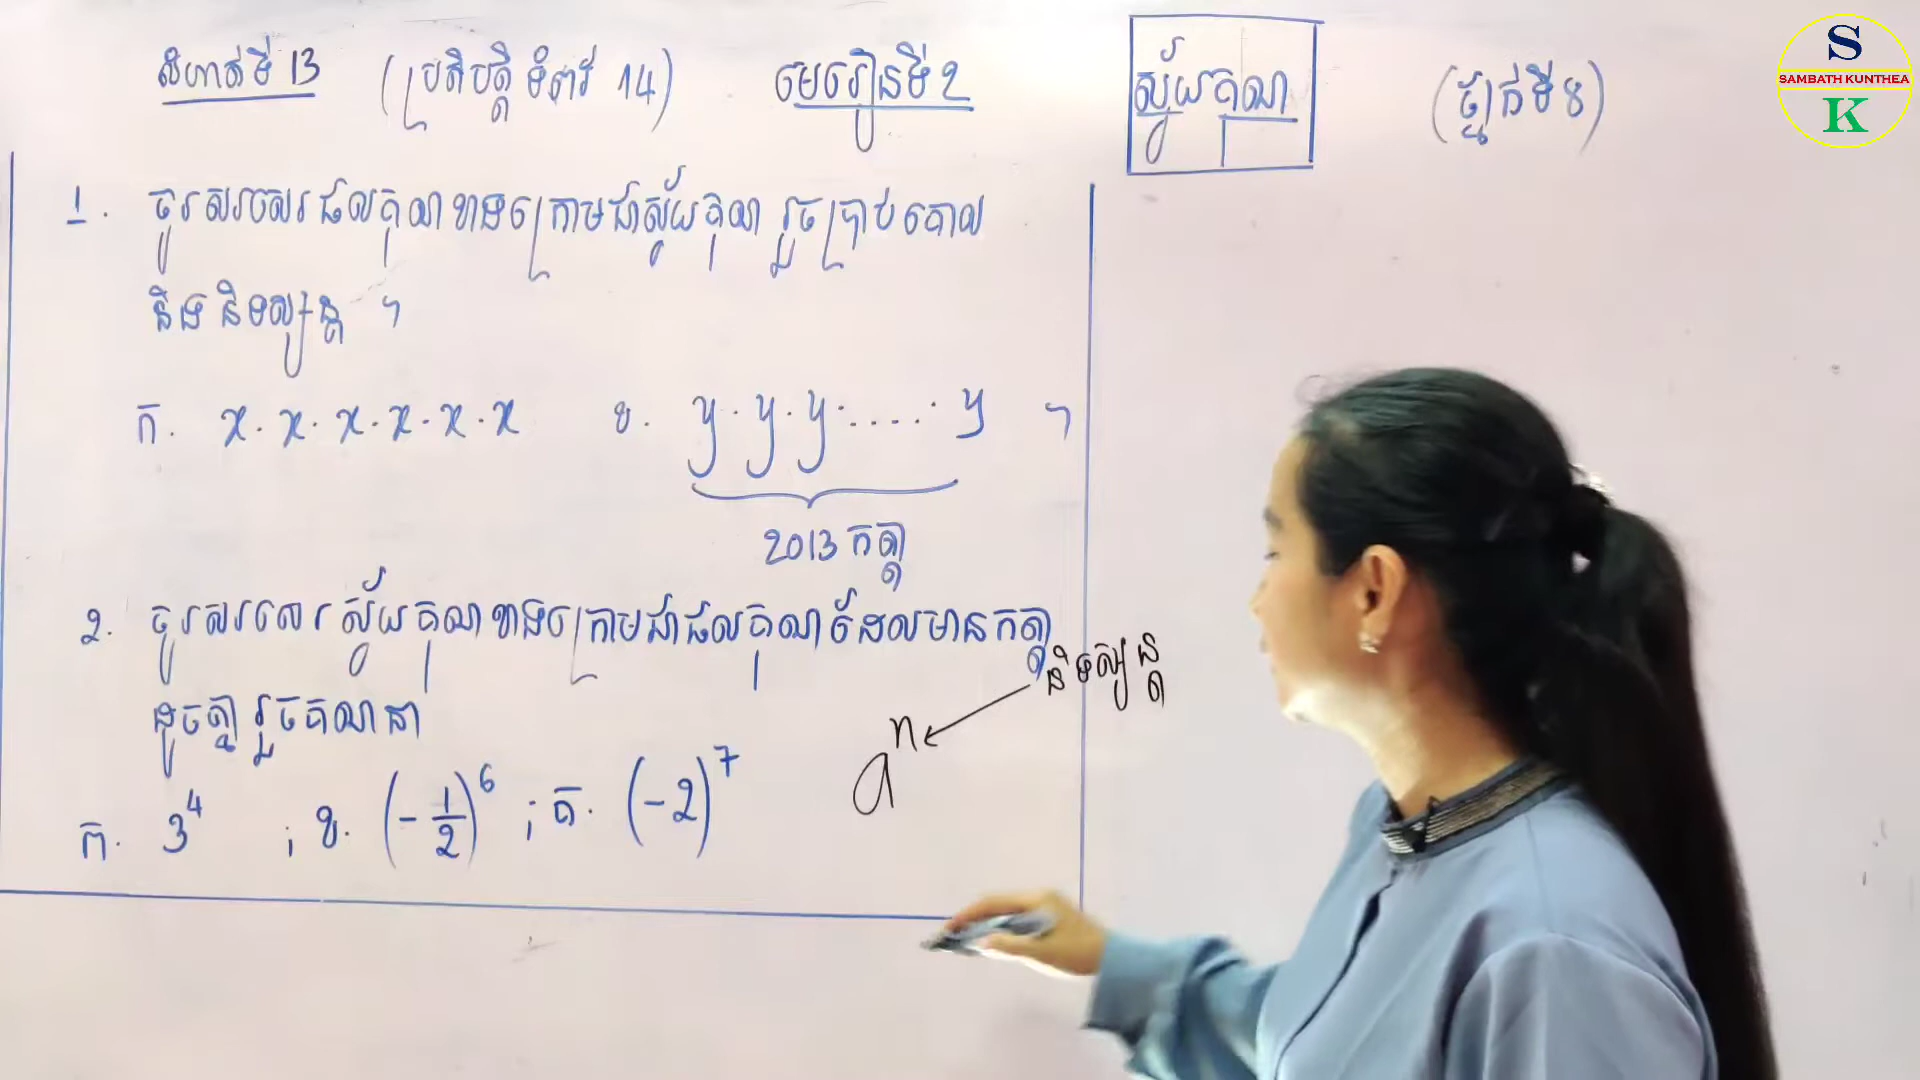 លំហាត់ទី 13 (ប្រតិបត្តិទំព័រ 14) មេរៀនទី 2 ស្វ័យគុណ (ថ្នាក់ទី 8)
1. ចូរសរសេរផលគុណខាងក្រោមជាស្វ័យគុណ រួចប្រាប់គោល
និង និទស្សន្ត ។
ក. x.x.x.x.x.x ខ. y.y.y.....y ។
2013 កត្តា
2. ចូរសរសេរស្វ័យគុណខាងក្រោមជាផលគុណដែលមានកត្តា
ដូចគ្នា រួចគណនា
ក. 3⁴ ; ខ. (-1/2)⁶ ; គ. (-2)⁷
aⁿ ← និទស្សន្ត
S
SAMBATH KUNTHEA
K